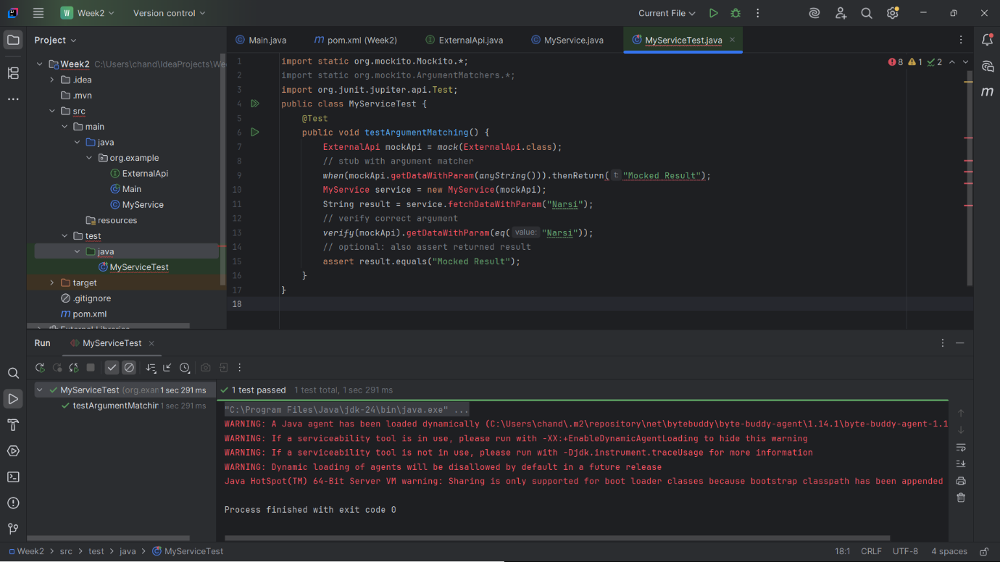 W Week2 Version control Current File
Project
Main.java pom.xml (Week2) ExternalApi.java MyService.java MyServiceTest.java
Week2 C:\Users\chand\IdeaProjects\We
.idea
.mvn
src
main
java
org.example
ExternalApi
Main
MyService
resources
test
java
MyServiceTest
target
.gitignore
pom.xml
External Libraries
8 1 2
1 import static org.mockito.Mockito.*;
2 import static org.mockito.ArgumentMatchers.*;
3 import org.junit.jupiter.api.Test;
4 public class MyServiceTest {
5 @Test
6 public void testArgumentMatching() {
7 ExternalApi mockApi = mock(ExternalApi.class);
8 // stub with argument matcher
9 when(mockApi.getDataWithParam(anyString())).thenReturn( t: "Mocked Result");
10 MyService service = new MyService(mockApi);
11 String result = service.fetchDataWithParam("Narsi");
12 // verify correct argument
13 verify(mockApi).getDataWithParam(eq( value: "Narsi"));
14 // optional: also assert returned result
15 assert result.equals("Mocked Result");
16 }
17 }
18
Run MyServiceTest
MyServiceTest (org.exam 1 sec 291 ms
testArgumentMatchin 1 sec 291 ms
1 test passed 1 test total, 1 sec 291 ms
"C:\Program Files\Java\jdk-24\bin\java.exe" ...
WARNING: A Java agent has been loaded dynamically (C:\Users\chand\.m2\repository\net\bytebuddy\byte-buddy-agent\1.14.1\byte-buddy-agent-1.1
WARNING: If a serviceability tool is in use, please run with -XX:+EnableDynamicAgentLoading to hide this warning
WARNING: If a serviceability tool is not in use, please run with -Djdk.instrument.traceUsage for more information
WARNING: Dynamic loading of agents will be disallowed by default in a future release
Java HotSpot(TM) 64-Bit Server VM warning: Sharing is only supported for boot loader classes because bootstrap classpath has been appended
Process finished with exit code 0
Week2 > src > test > java > MyServiceTest 18:1 CRLF UTF-8 4 spaces